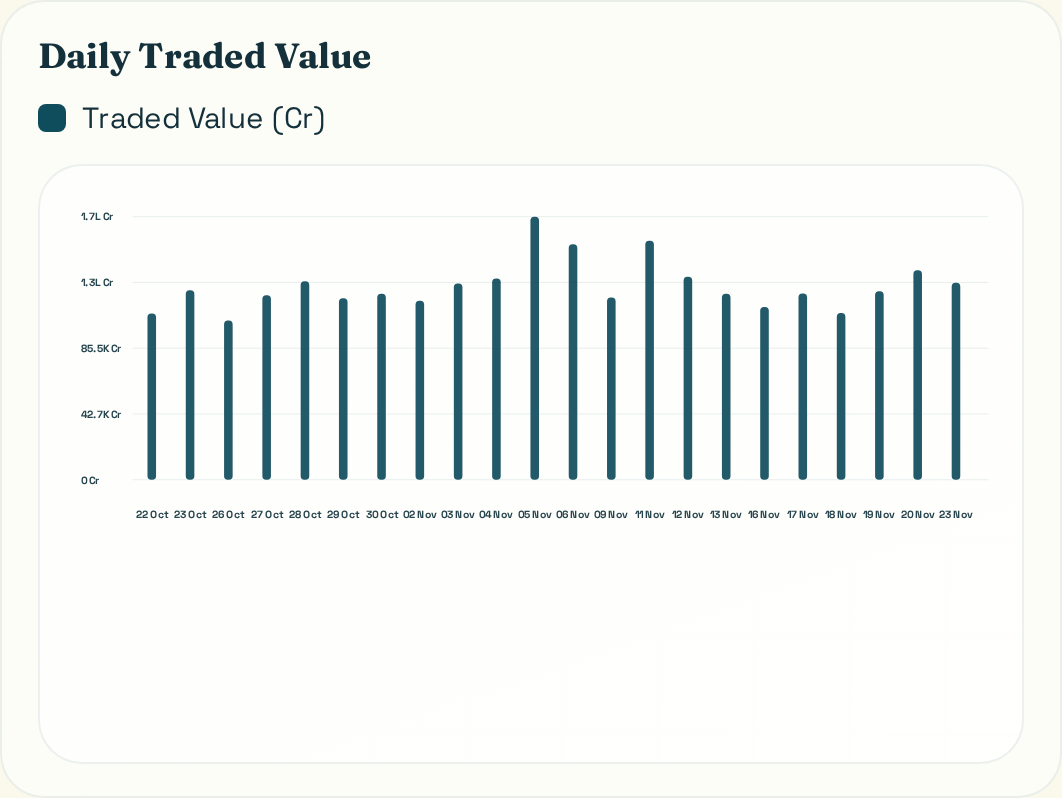 Daily Traded Value
Traded Value (Cr)
1.7L Cr
1.3L Cr
85.5K Cr
42.7K Cr
0 Cr
22 Oct 23 Oct 26 Oct 27 Oct 28 Oct 29 Oct 30 Oct 02 Nov 03 Nov 04 Nov 05 Nov 06 Nov 09 Nov 11 Nov 12 Nov 13 Nov 16 Nov 17 Nov 18 Nov 19 Nov 20 Nov 23 Nov